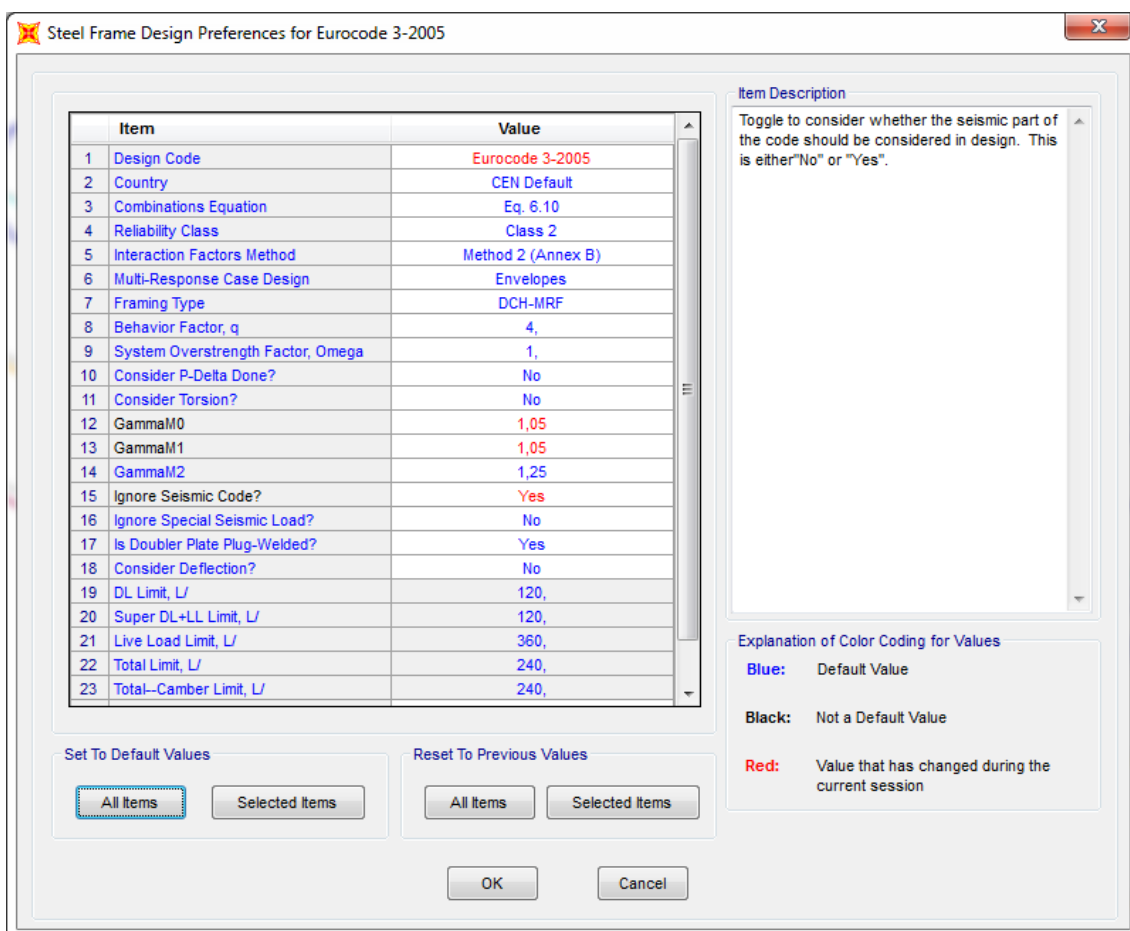 Steel Frame Design Preferences for Eurocode 3-2005
X
Item Value
1 Design Code Eurocode 3-2005
2 Country CEN Default
3 Combinations Equation Eq. 6.10
4 Reliability Class Class 2
5 Interaction Factors Method Method 2 (Annex B)
6 Multi-Response Case Design Envelopes
7 Framing Type DCH-MRF
8 Behavior Factor, q 4,
9 System Overstrength Factor, Omega 1,
10 Consider P-Delta Done? No
11 Consider Torsion? No
12 GammaM0 1,05
13 GammaM1 1,05
14 GammaM2 1,25
15 Ignore Seismic Code? Yes
16 Ignore Special Seismic Load? No
17 Is Doubler Plate Plug-Welded? Yes
18 Consider Deflection? No
19 DL Limit, L/ 120,
20 Super DL+LL Limit, L/ 120,
21 Live Load Limit, L/ 360,
22 Total Limit, L/ 240,
23 Total--Camber Limit, L/ 240,
Item Description
Toggle to consider whether the seismic part of
the code should be considered in design. This
is either"No" or "Yes".
Explanation of Color Coding for Values
Blue: Default Value
Black: Not a Default Value
Red: Value that has changed during the
current session
Set To Default Values
All Items Selected Items
Reset To Previous Values
All Items Selected Items
OK Cancel